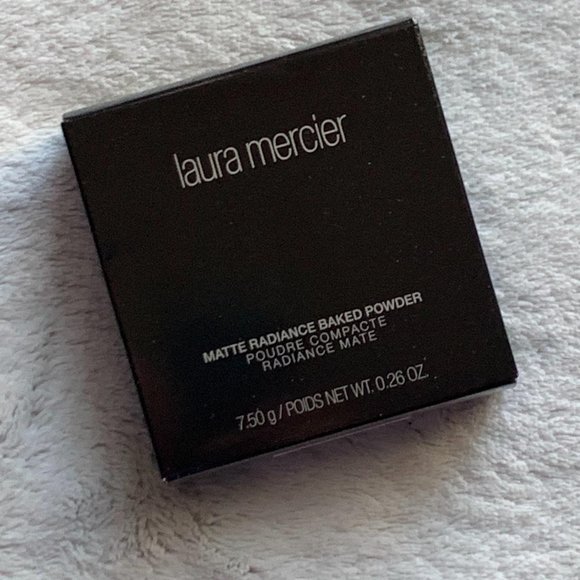 laura mercier
MATTE RADIANCE BAKED POWDER
POUDRE COMPACTE
RADIANCE MATE
7.50 g / POIDS NET WT. 0.26 OZ.